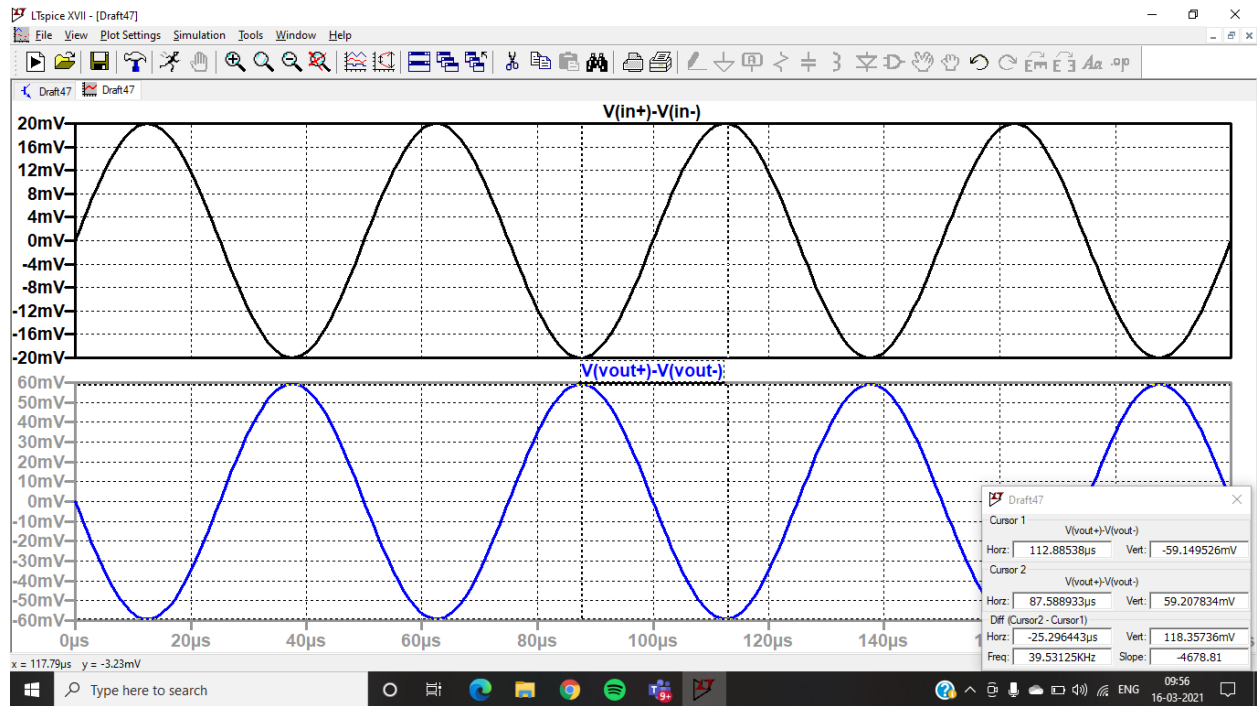 LTspice XVII - [Draft47]
File View Plot Settings Simulation Tools Window Help
Draft47 Draft47
V(in+)-V(in-)
20mV
16mV
12mV
8mV
4mV
0mV
-4mV
-8mV
-12mV
-16mV
-20mV
V(vout+)-V(vout-)
60mV
50mV
40mV
30mV
20mV
10mV
0mV
-10mV
-20mV
-30mV
-40mV
-50mV
-60mV
0µs 20µs 40µs 60µs 80µs 100µs 120µs 140µs
Draft47
Cursor 1
V(vout+)-V(vout-)
Horz: 112.88538µs Vert: -59.149526mV
Cursor 2
V(vout+)-V(vout-)
Horz: 87.588933µs Vert: 59.207834mV
Diff (Cursor2 - Cursor1)
Horz: -25.296443µs Vert: 118.35736mV
Freq: 39.53125KHz Slope: -4678.81
x = 117.79µs y = -3.23mV
Type here to search
9+
ENG
09:56
16-03-2021